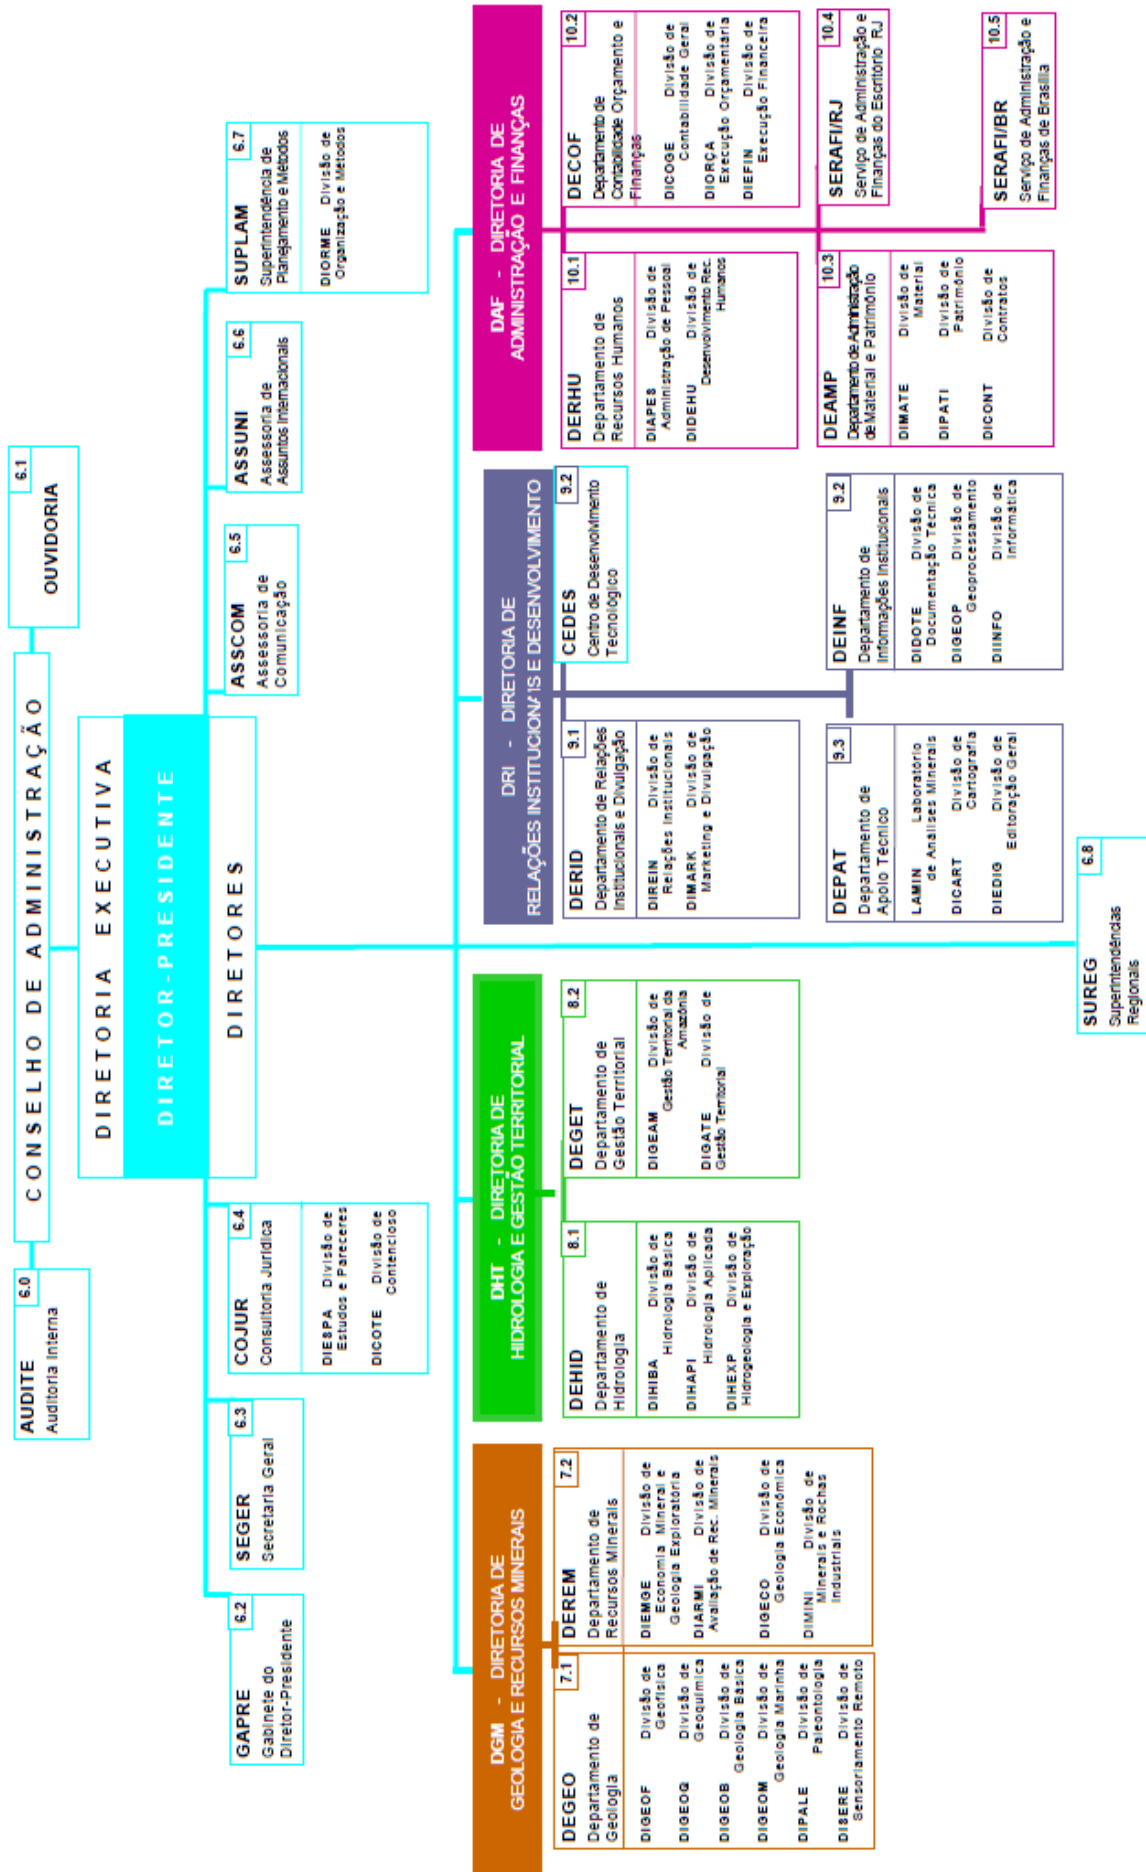 6.0
AUDITE
Auditoria Interna
CONSELHO DE ADMINISTRAÇÃO
6.1
OUVIDORIA
DIRETORIA EXECUTIVA
DIRETOR-PRESIDENTE
DIRETORES
6.2
GAPRE
Gabinete do
Diretor-Presidente
6.3
SEGER
Secretaria Geral
6.4
COJUR
Consultoria Jurídica
DIESPA Divisão de
Estudos e Pareceres
DICOTE Divisão de
Contencioso
6.5
ASSCOM
Assessoria de
Comunicação
6.6
ASSUNI
Assessoria de
Assuntos Internacionais
6.7
SUPLAM
Superintendência de
Planejamento e Métodos
DIORME Divisão de
Organização e Métodos
DGM - DIRETORIA DE
GEOLOGIA E RECURSOS MINERAIS
7.1
DEGEO
Departamento de
Geologia
DIGEOF Divisão de
Geofísica
DIGEOQ Divisão de
Geoquímica
DIGEOB Divisão de
Geologia Básica
DIGEOM Divisão de
Geologia Marinha
DIPALE Divisão de
Paleontologia
DISERE Divisão de
Sensoriamento Remoto
7.2
DEREM
Departamento de
Recursos Minerais
DIEMGE Divisão de
Economia Mineral e
Geologia Exploratória
DIARMI Divisão de
Avaliação de Rec. Minerais
DIGECO Divisão de
Geologia Econômica
DIMINI Divisão de
Minerais e Rochas
Industriais
DHT - DIRETORIA DE
HIDROLOGIA E GESTÃO TERRITORIAL
8.1
DEHID
Departamento de
Hidrologia
DIHIBA Divisão de
Hidrologia Básica
DIHAPI Divisão de
Hidrologia Aplicada
DIHEXP Divisão de
Hidrogeologia e Exploração
8.2
DEGET
Departamento de
Gestão Territorial
DIGEAM Divisão de
Gestão Territorial da
Amazônia
DIGATE Divisão de
Gestão Territorial
DRI - DIRETORIA DE
RELAÇÕES INSTITUCIONAIS E DESENVOLVIMENTO
9.1
DERID
Departamento de Relações
Institucionais e Divulgação
DIREIN Divisão de
Relações Institucionais
DIMARK Divisão de
Marketing e Divulgação
9.2
CEDES
Centro de Desenvolvimento
Tecnológico
9.3
DEPAT
Departamento de
Apoio Técnico
LAMIN Laboratório
de Análises Minerais
DICART Divisão de
Cartografia
DIEDIG Divisão de
Editoração Geral
9.2
DEINF
Departamento de
Informações Institucionais
DIDOTE Divisão de
Documentação Técnica
DIGEOP Divisão de
Geoprocessamento
DIINFO Divisão de
Informática
DAF - DIRETORIA DE
ADMINISTRAÇÃO E FINANÇAS
10.1
DERHU
Departamento de
Recursos Humanos
DIAPES Divisão de
Administração de Pessoal
DIDEHU Divisão de
Desenvolvimento Rec.
Humanos
10.2
DECOF
Departamento de
Contabilidade Orçamento e
Finanças
DICOGE Divisão de
Contabilidade Geral
DIORÇA Divisão de
Execução Orçamentária
DIEFIN Divisão de
Execução Financeira
10.3
DEAMP
Departamento de Administração
de Material e Patrimônio
DIMATE Divisão de
Material
DIPATI Divisão de
Patrimônio
DICONT Divisão de
Contratos
10.4
SERAFI/RJ
Serviço de Administração e
Finanças do Escritório RJ
10.5
SERAFI/BR
Serviço de Administração e
Finanças de Brasília
6.8
SUREG
Superintendências
Regionais